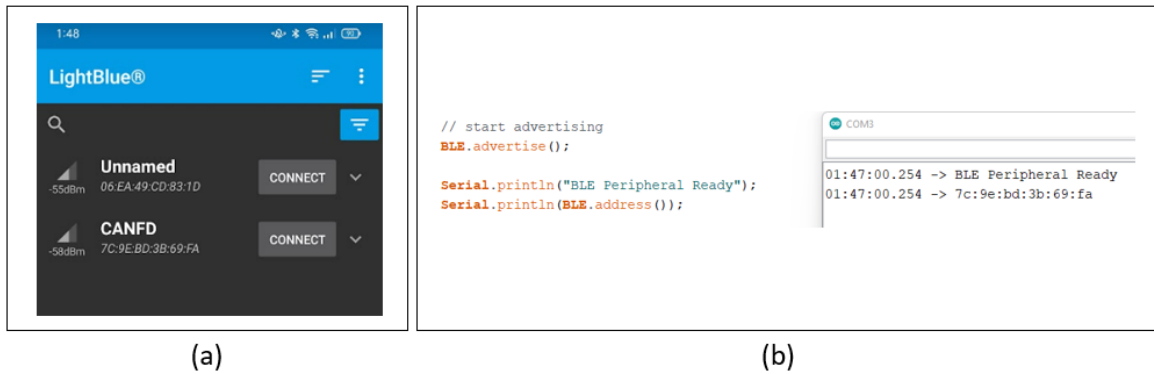 1:48
LightBlue®
Unnamed
-55dBm 06:EA:49:CD:83:1D CONNECT
CANFD
-58dBm 7C:9E:BD:3B:69:FA CONNECT
(a)
// start advertising
BLE.advertise();
Serial.println("BLE Peripheral Ready");
Serial.println(BLE.address());
COM3
01:47:00.254 -> BLE Peripheral Ready
01:47:00.254 -> 7c:9e:bd:3b:69:fa
(b)